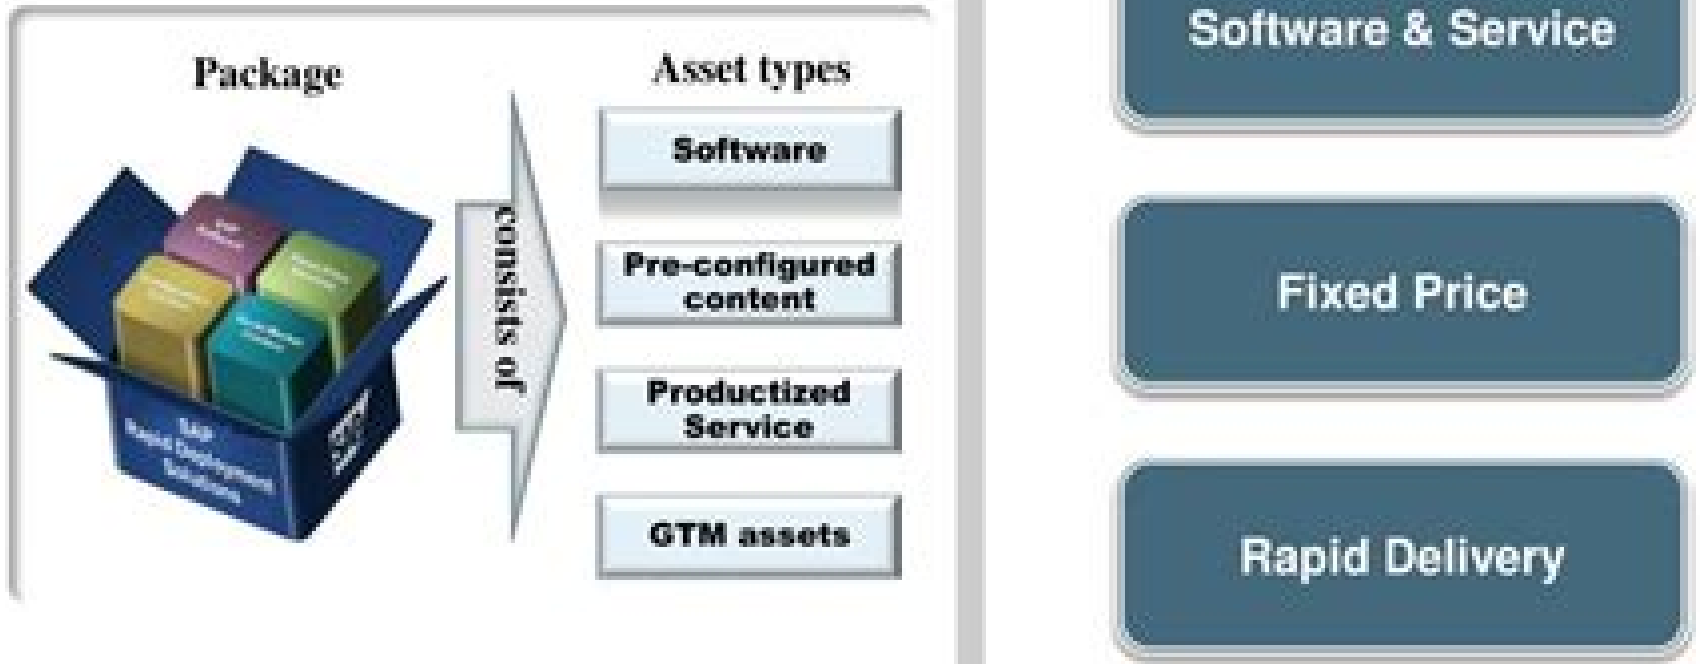 Package
Asset types
consists of
Software
Pre-configured
content
Productized
Service
GTM assets
SAP
Rapid Deployment
Solutions
Software & Service
Fixed Price
Rapid Delivery